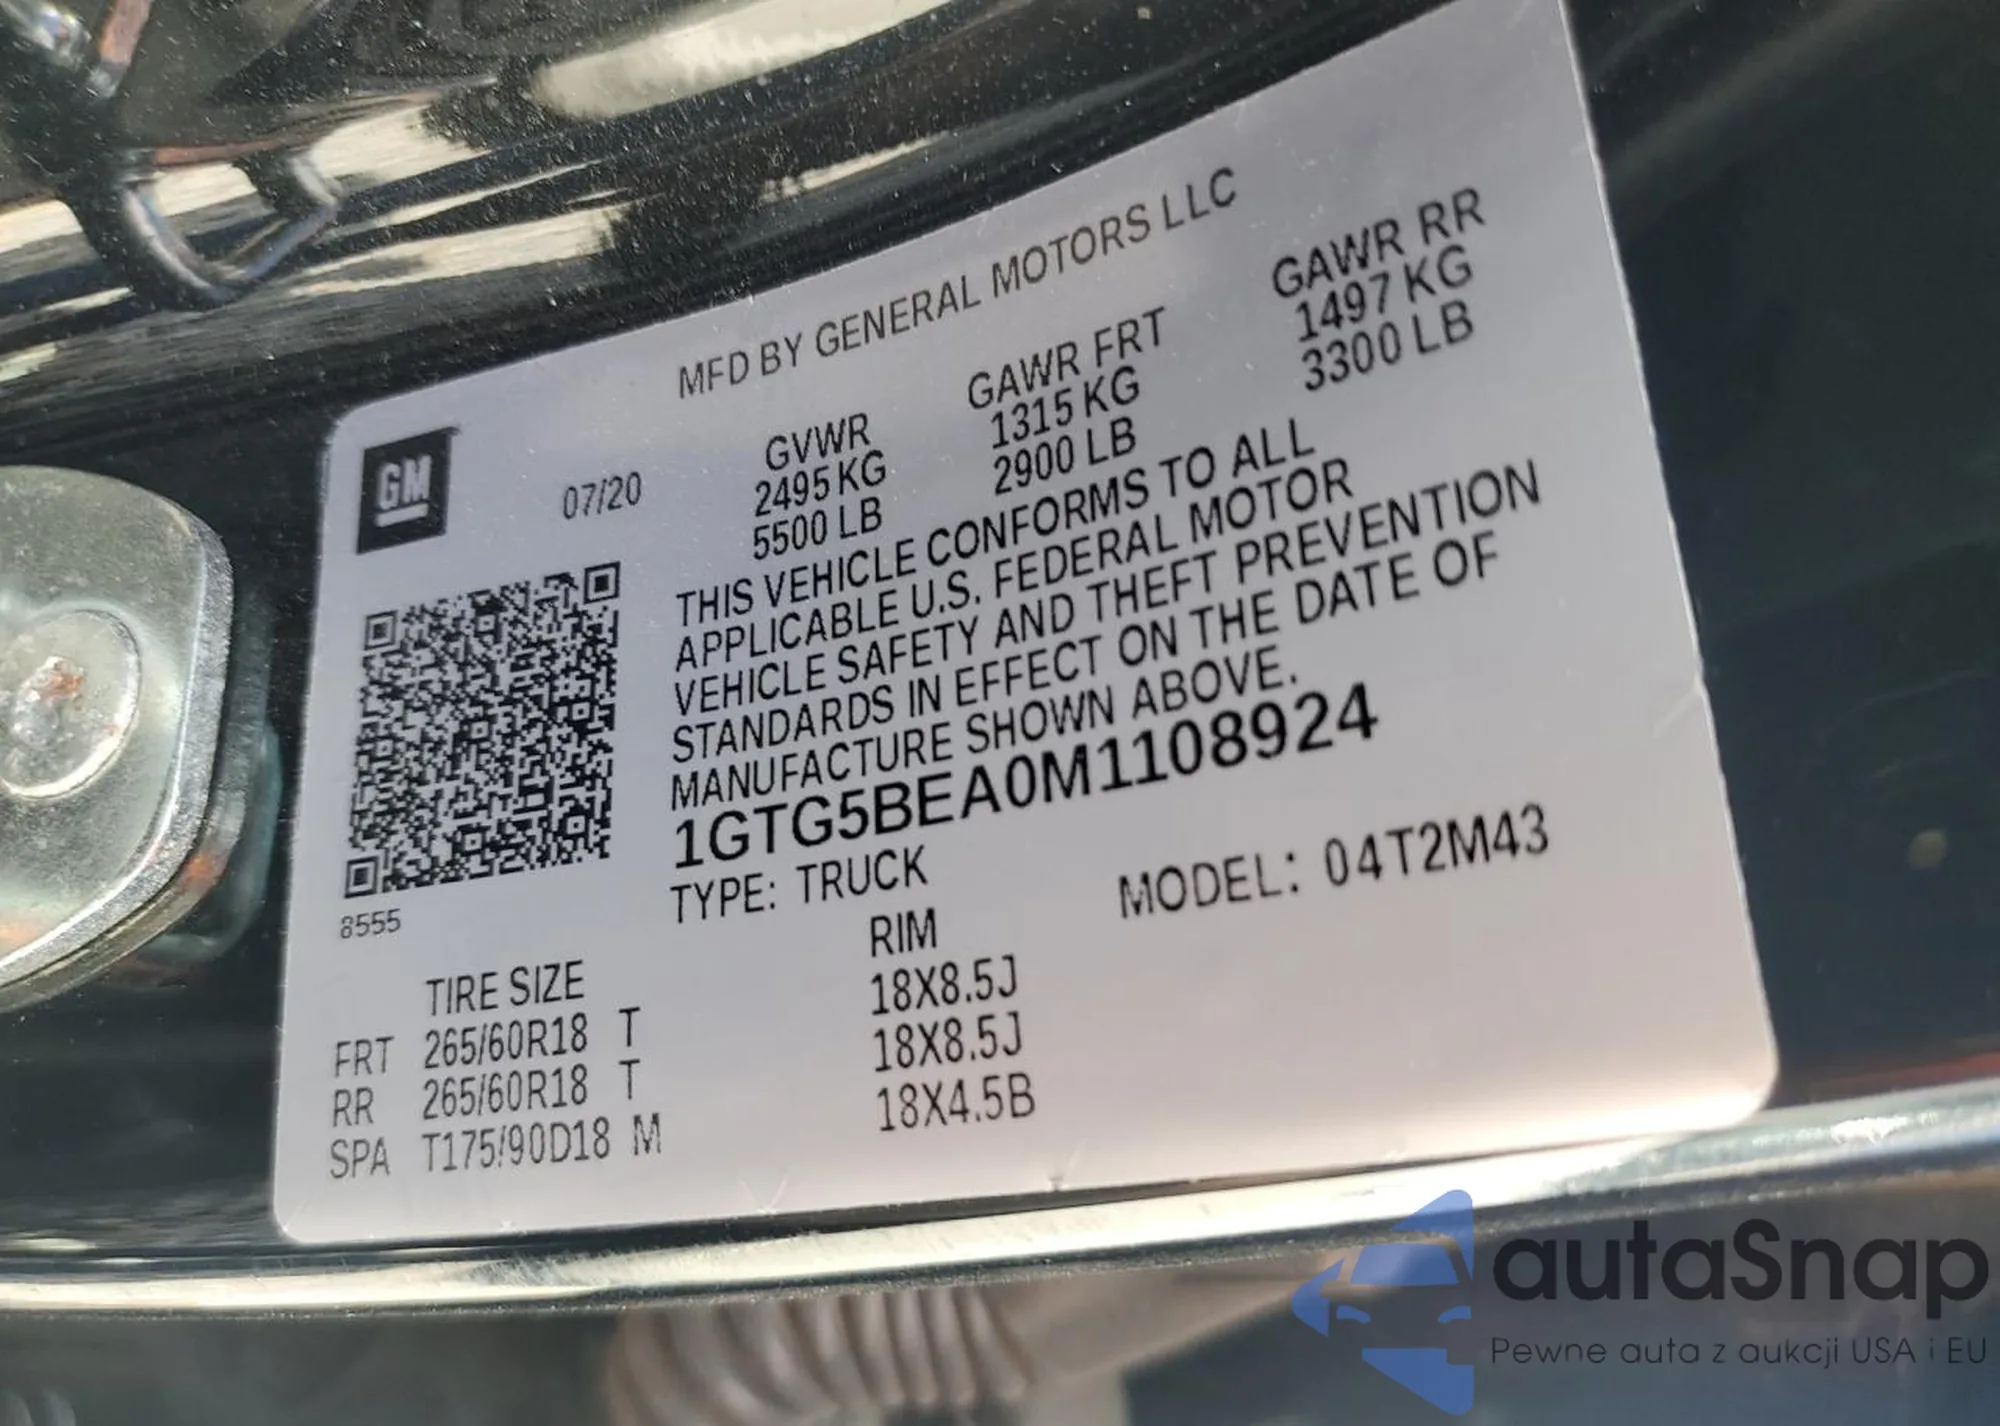 MFD BY GENERAL MOTORS LLC
GM
07/20
GVWR GAWR FRT GAWR RR
2495 KG 1315 KG 1497 KG
5500 LB 2900 LB 3300 LB
THIS VEHICLE CONFORMS TO ALL
APPLICABLE U.S. FEDERAL MOTOR
VEHICLE SAFETY AND THEFT PREVENTION
STANDARDS IN EFFECT ON THE DATE OF
MANUFACTURE SHOWN ABOVE.
1GTG5BEA0M1108924
TYPE: TRUCK MODEL: 04T2M43
8555
TIRE SIZE RIM
FRT 265/60R18 T 18X8.5J
RR 265/60R18 T 18X8.5J
SPA T175/90D18 M 18X4.5B
autaSnap
Pewne auta z aukcji USA i EU